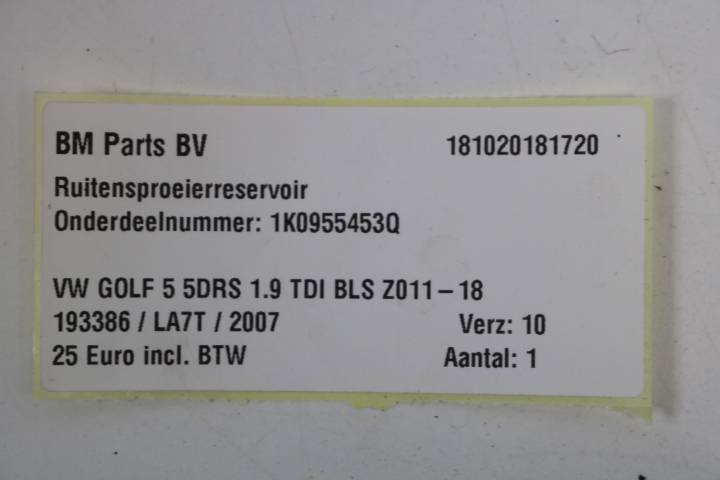 BM Parts BV 181020181720
Ruitensproeierreservoir
Onderdeelnummer: 1K0955453Q
VW GOLF 5 5DRS 1.9 TDI BLS Z011-18
193386 / LA7T / 2007 Verz: 10
25 Euro incl. BTW Aantal: 1